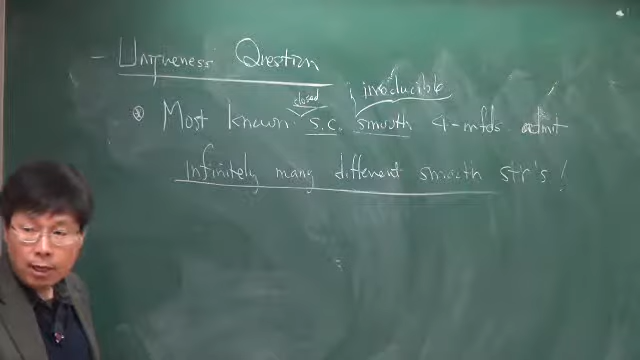 - Uniqueness Question
closed , irreducible
⊛ Most known s.c. smooth 4-mfds admit
infinitely many different smooth str's!